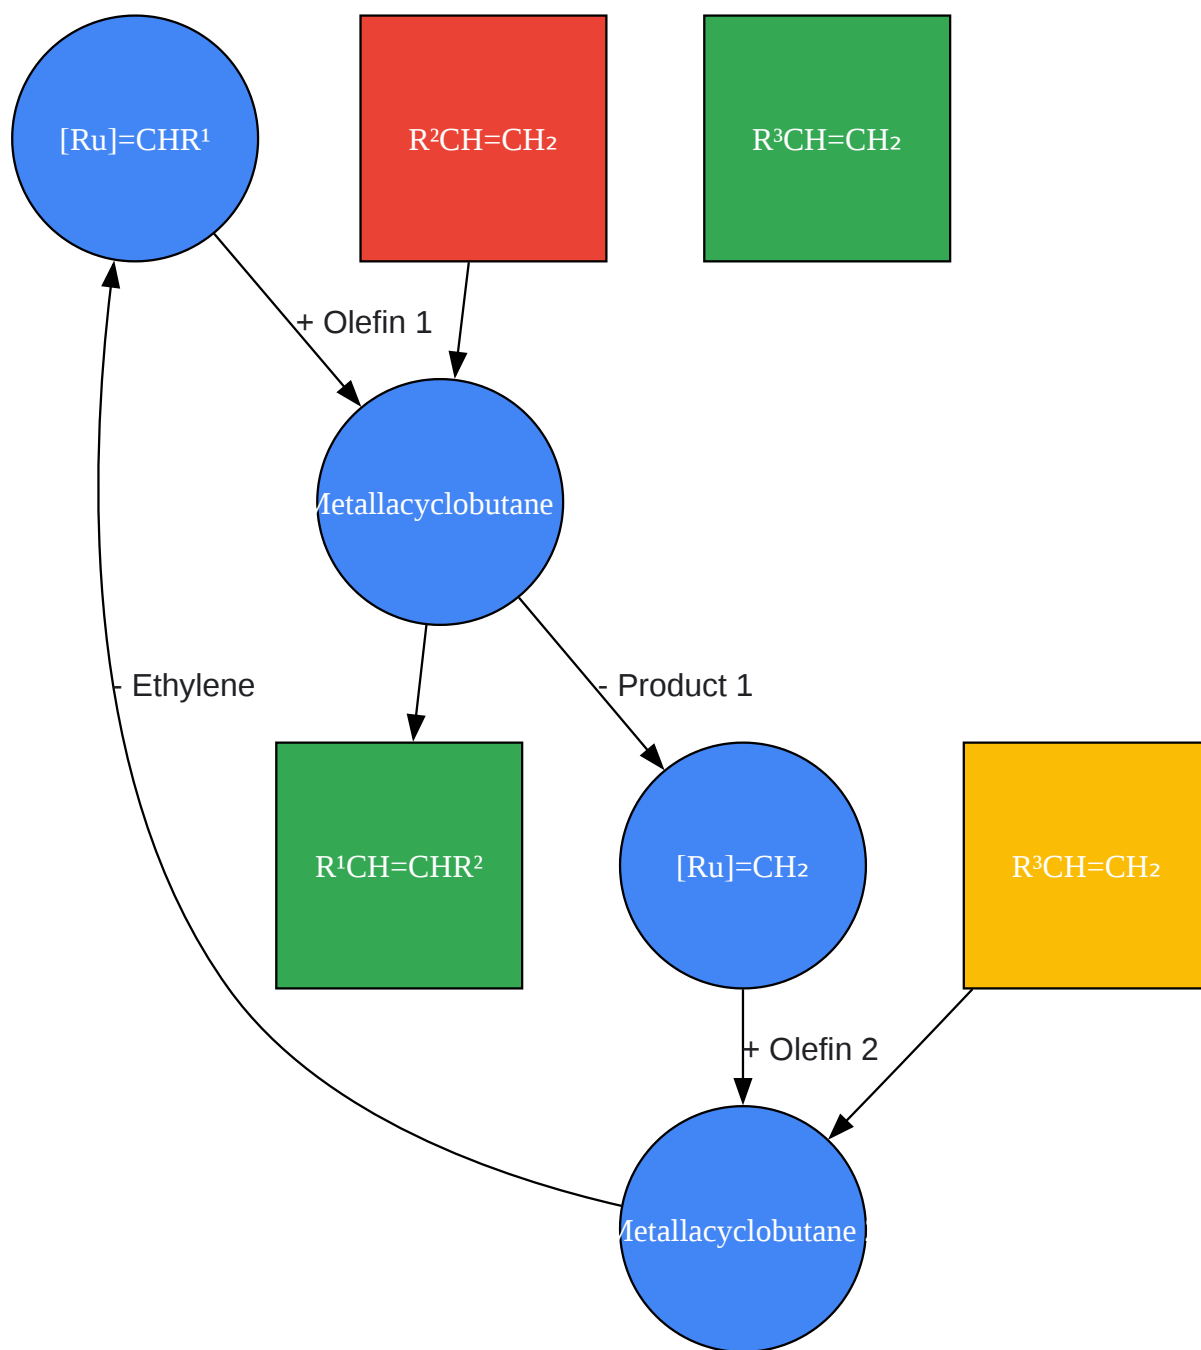 [Ru]=CHR¹
R²CH=CH₂
R³CH=CH₂
+ Olefin 1
Metallacyclobutane
- Ethylene
- Product 1
R¹CH=CHR²
[Ru]=CH₂
R³CH=CH₂
+ Olefin 2
Metallacyclobutane